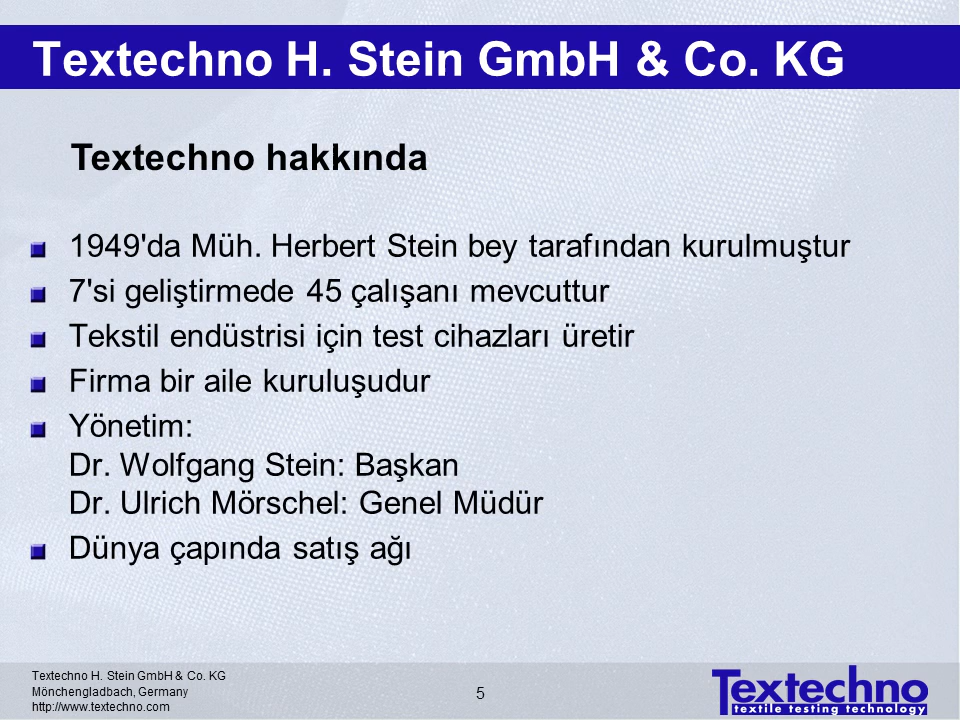 Textechno H. Stein GmbH & Co. KG
Textechno hakkında
1949'da Müh. Herbert Stein bey tarafından kurulmuştur
7'si geliştirmede 45 çalışanı mevcuttur
Tekstil endüstrisi için test cihazları üretir
Firma bir aile kuruluşudur
Yönetim:
Dr. Wolfgang Stein: Başkan
Dr. Ulrich Mörschel: Genel Müdür
Dünya çapında satış ağı
Textechno H. Stein GmbH & Co. KG
Mönchengladbach, Germany
http://www.textechno.com
5
Textechno
textile testing technology